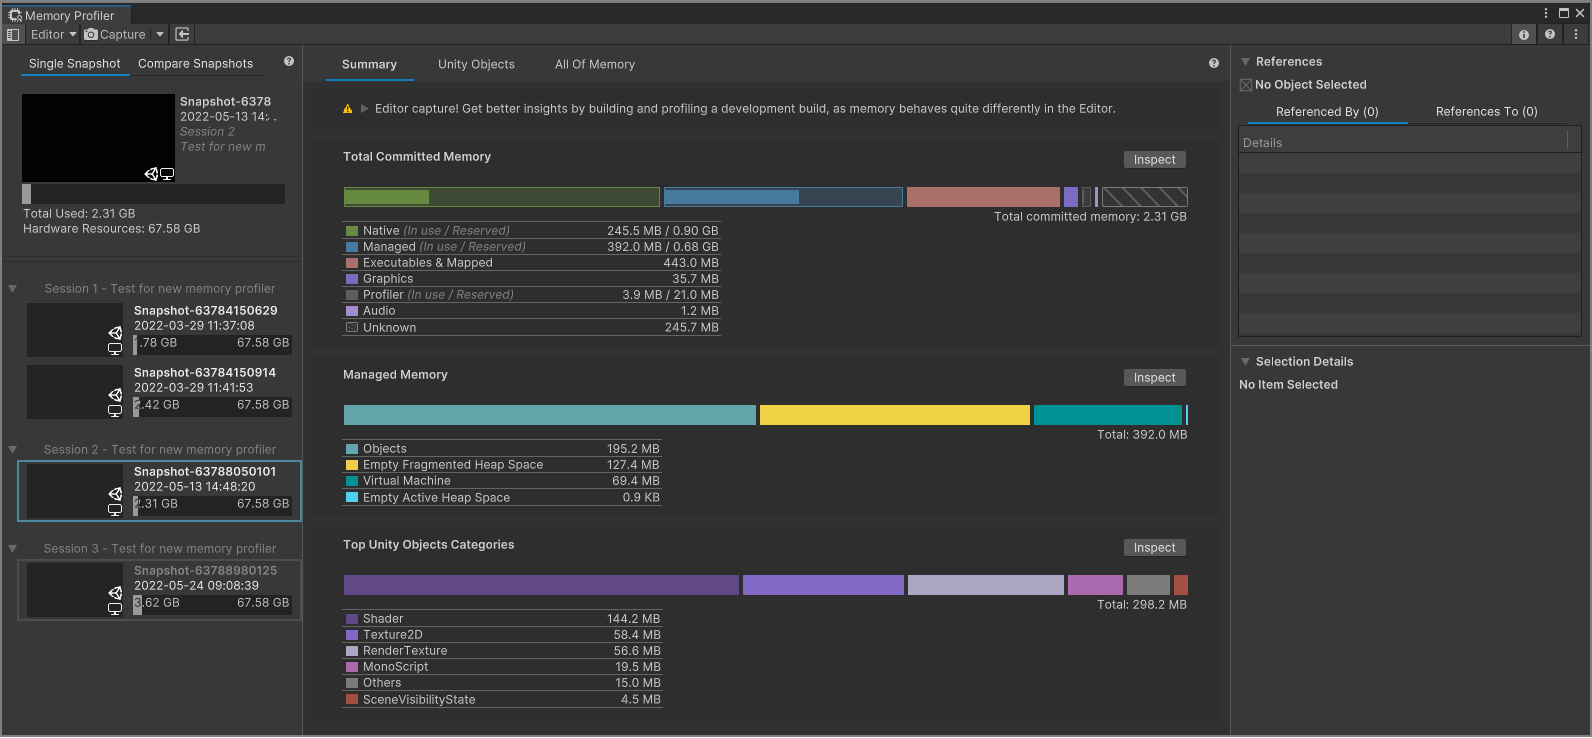 Memory Profiler
Editor Capture
Single Snapshot Compare Snapshots
Snapshot-6378
2022-05-13 14:
Session 2
Test for new m
Total Used: 2.31 GB
Hardware Resources: 67.58 GB
Session 1 - Test for new memory profiler
Snapshot-63784150629
2022-03-29 11:37:08
1.78 GB 67.58 GB
Snapshot-63784150914
2022-03-29 11:41:53
2.42 GB 67.58 GB
Session 2 - Test for new memory profiler
Snapshot-63788050101
2022-05-13 14:48:20
2.31 GB 67.58 GB
Session 3 - Test for new memory profiler
Snapshot-63788980125
2022-05-24 09:08:39
3.62 GB 67.58 GB
Summary Unity Objects All Of Memory
Editor capture! Get better insights by building and profiling a development build, as memory behaves quite differently in the Editor.
Total Committed Memory
Inspect
Total committed memory: 2.31 GB
Native (In use / Reserved) 245.5 MB / 0.90 GB
Managed (In use / Reserved) 392.0 MB / 0.68 GB
Executables & Mapped 443.0 MB
Graphics 35.7 MB
Profiler (In use / Reserved) 3.9 MB / 21.0 MB
Audio 1.2 MB
Unknown 245.7 MB
Managed Memory
Inspect
Total: 392.0 MB
Objects 195.2 MB
Empty Fragmented Heap Space 127.4 MB
Virtual Machine 69.4 MB
Empty Active Heap Space 0.9 KB
Top Unity Objects Categories
Inspect
Total: 298.2 MB
Shader 144.2 MB
Texture2D 58.4 MB
RenderTexture 56.6 MB
MonoScript 19.5 MB
Others 15.0 MB
SceneVisibilityState 4.5 MB
References
No Object Selected
Referenced By (0) References To (0)
Details
Selection Details
No Item Selected